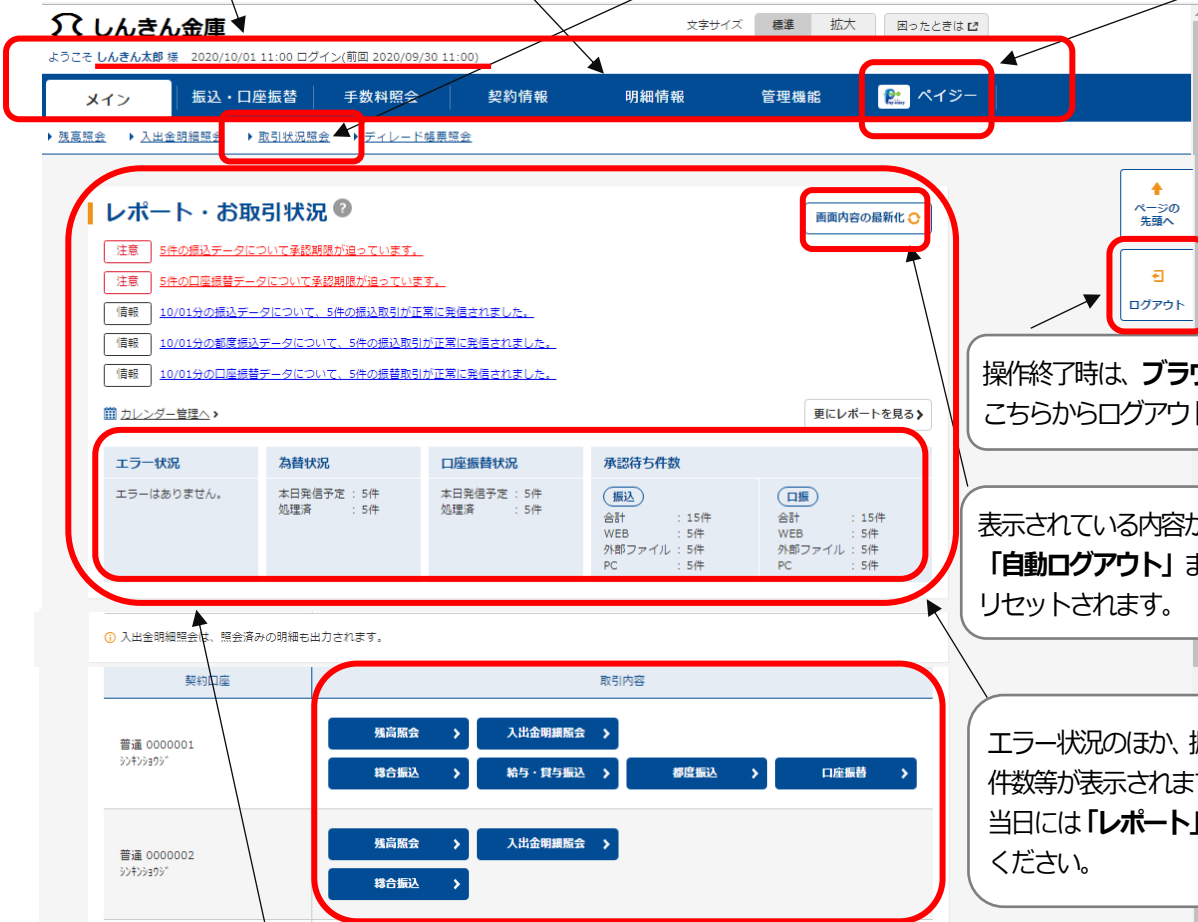 しんきん金庫
文字サイズ 標準 拡大 困ったときは
ようこそ しんきん太郎 様 2020/10/01 11:00 ログイン(前回 2020/09/30 11:00)
メイン 振込・口座振替 手数料照会 契約情報 明細情報 管理機能 ペイジー
残高照会 入出金明細照会 取引状況照会 ディレード帳票照会
ページの
先頭へ
ログアウト
レポート・お取引状況 ?
画面内容の最新化
注意 5件の振込データについて承認期限が迫っています。
注意 5件の口座振替データについて承認期限が迫っています。
情報 10/01分の振込データについて、5件の振込取引が正常に発信されました。
情報 10/01分の都度振込データについて、5件の振込取引が正常に発信されました。
情報 10/01分の口座振替データについて、5件の振替取引が正常に発信されました。
カレンダー管理へ
更にレポートを見る
エラー状況 為替状況 口座振替状況 承認待ち件数
エラーはありません。
本日発信予定 : 5件
処理済 : 5件
本日発信予定 : 5件
処理済 : 5件
振込
合計 : 15件
WEB : 5件
外部ファイル : 5件
PC : 5件
口振
合計 : 15件
WEB : 5件
外部ファイル : 5件
PC : 5件
入出金明細照会は、照会済みの明細も出力されます。
契約口座 取引内容
普通 0000001
シンキンショウジ
残高照会 入出金明細照会
総合振込 給与・賞与振込 都度振込 口座振替
普通 0000002
シンキンショウジ
残高照会 入出金明細照会
総合振込
操作終了時は、ブラ
こちらからログアウ
表示されている内容
「自動ログアウト」
リセットされます。
エラー状況のほか、
件数等が表示されま
当日には「レポート」
ください。